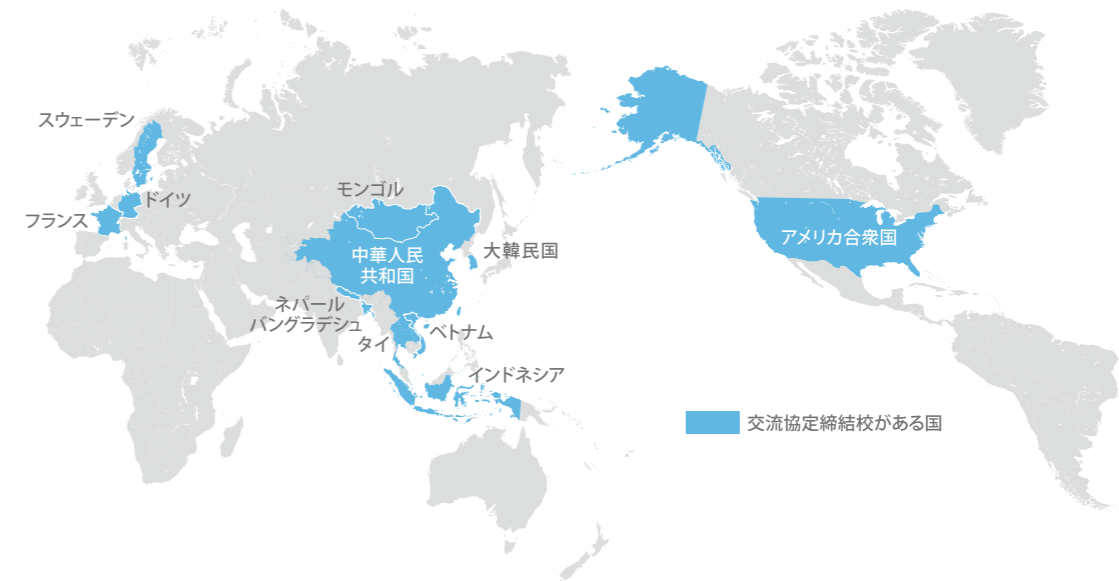 スウェーデン
ドイツ
フランス
モンゴル
中華人民
共和国
大韓民国
ネパール
バングラデシュ
タイ
ベトナム
インドネシア
アメリカ合衆国
交流協定締結校がある国